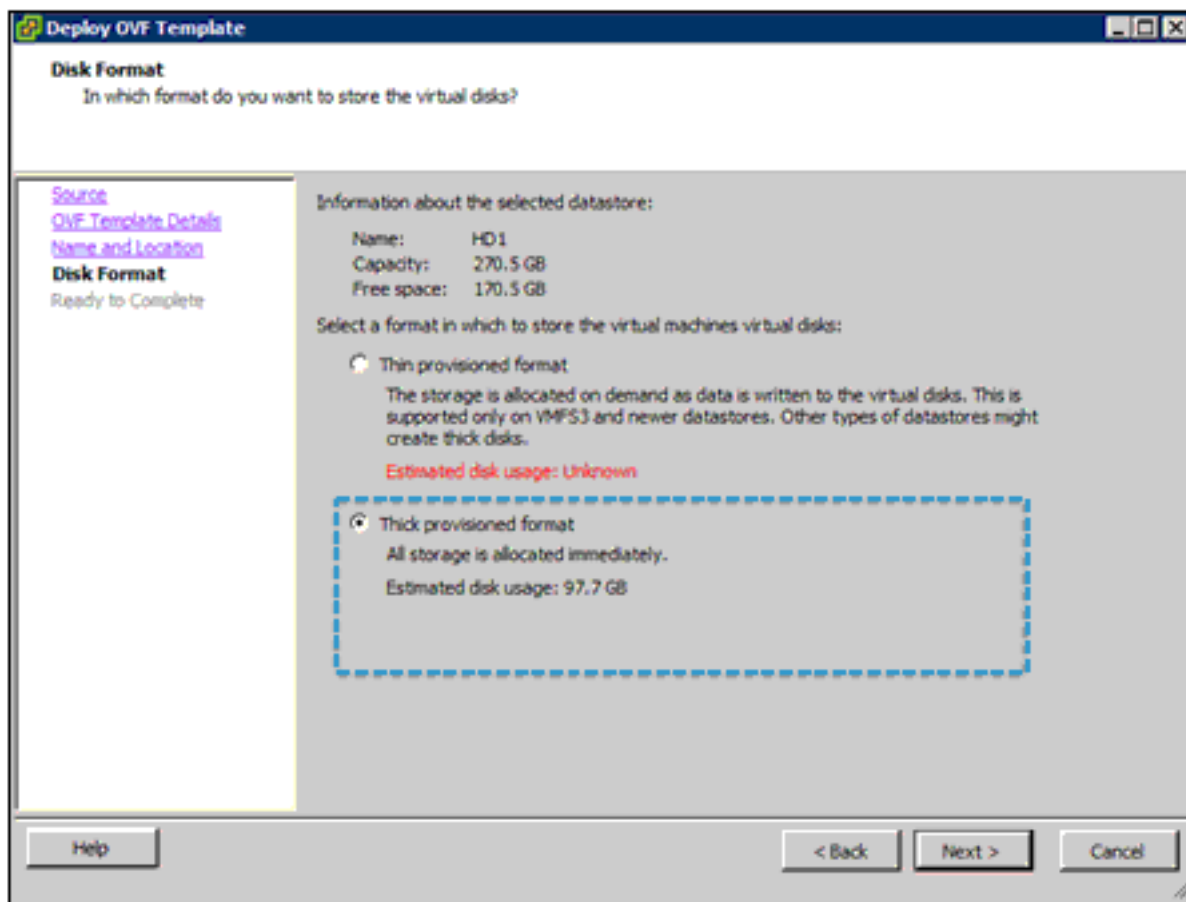 Deploy OVF Template
Disk Format
In which format do you want to store the virtual disks?
Source
OVF Template Details
Name and Location
Disk Format
Ready to Complete
Information about the selected datastore:
Name: HD1
Capacity: 270.5 GB
Free space: 170.5 GB
Select a format in which to store the virtual machines virtual disks:
Thin provisioned format
The storage is allocated on demand as data is written to the virtual disks. This is
supported only on VMFS3 and newer datastores. Other types of datastores might
create thick disks.
Estimated disk usage: Unknown
Thick provisioned format
All storage is allocated immediately.
Estimated disk usage: 97.7 GB
Help
< Back
Next >
Cancel